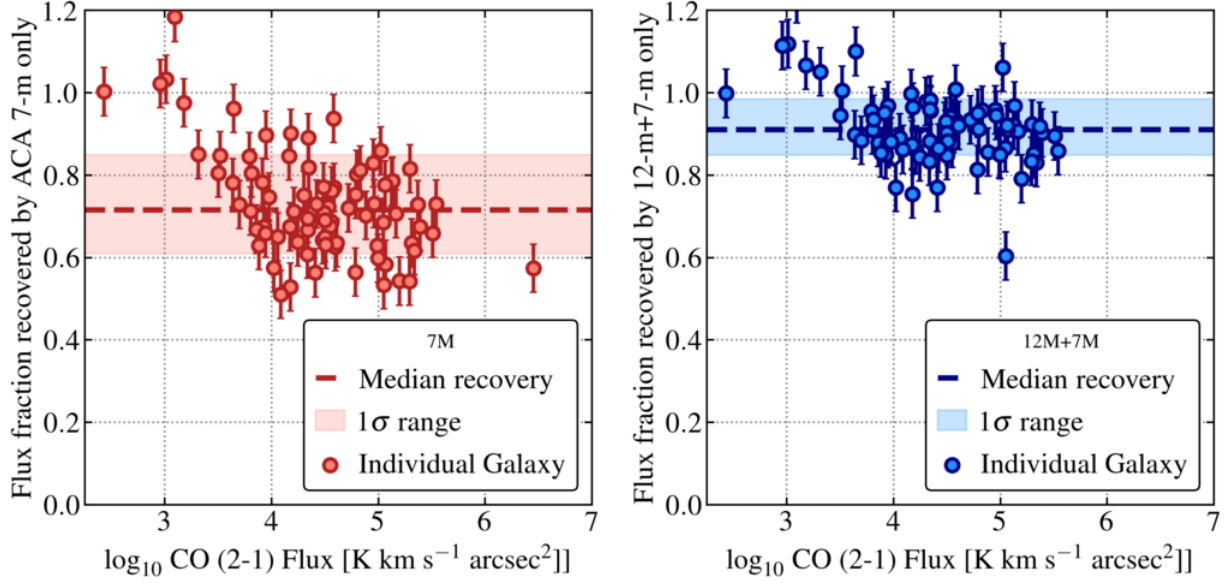 Flux fraction recovered by ACA 7-m only
1.2
1.0
0.8
0.6
0.4
0.2
0.0
3 4 5 6 7
log₁₀ CO (2-1) Flux [K km s⁻¹ arcsec²]]
7M
Median recovery
1σ range
Individual Galaxy
Flux fraction recovered by 12-m+7-m only
1.2
1.0
0.8
0.6
0.4
0.2
0.0
3 4 5 6 7
log₁₀ CO (2-1) Flux [K km s⁻¹ arcsec²]]
12M+7M
Median recovery
1σ range
Individual Galaxy